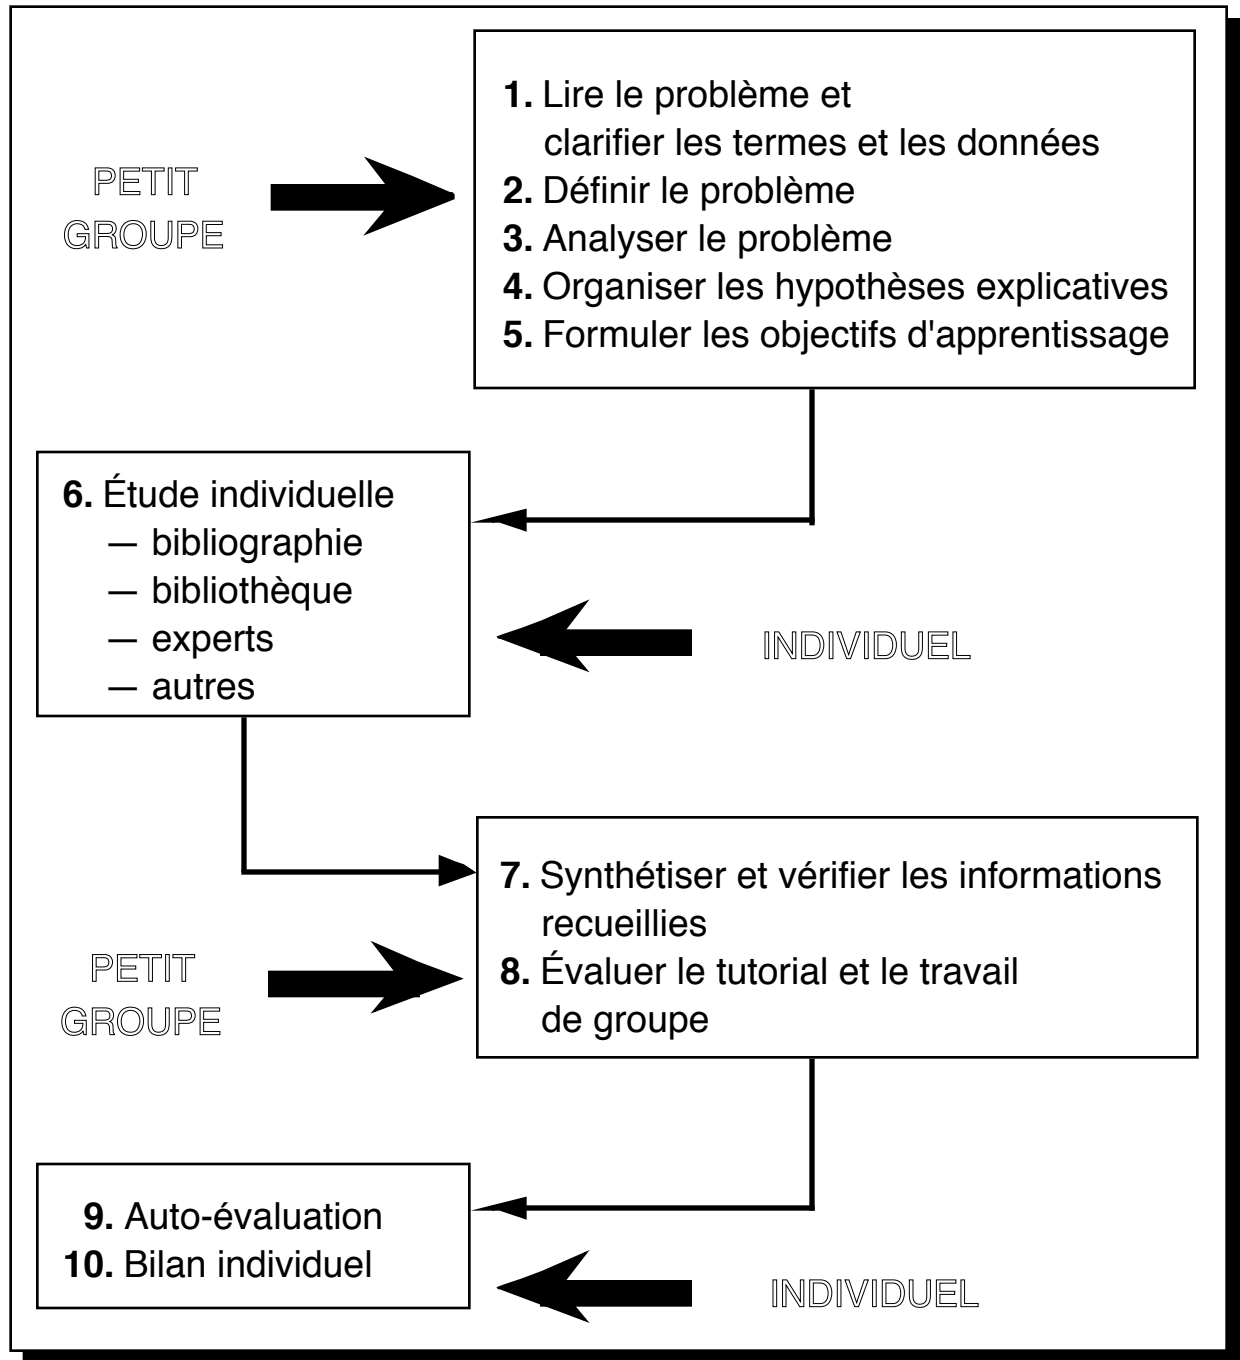 PETIT
GROUPE
1. Lire le problème et
clarifier les termes et les données
2. Définir le problème
3. Analyser le problème
4. Organiser les hypothèses explicatives
5. Formuler les objectifs d'apprentissage
6. Étude individuelle
— bibliographie
— bibliothèque
— experts
— autres
INDIVIDUEL
7. Synthétiser et vérifier les informations
recueillies
8. Évaluer le tutorial et le travail
de groupe
PETIT
GROUPE
9. Auto-évaluation
10. Bilan individuel
INDIVIDUEL